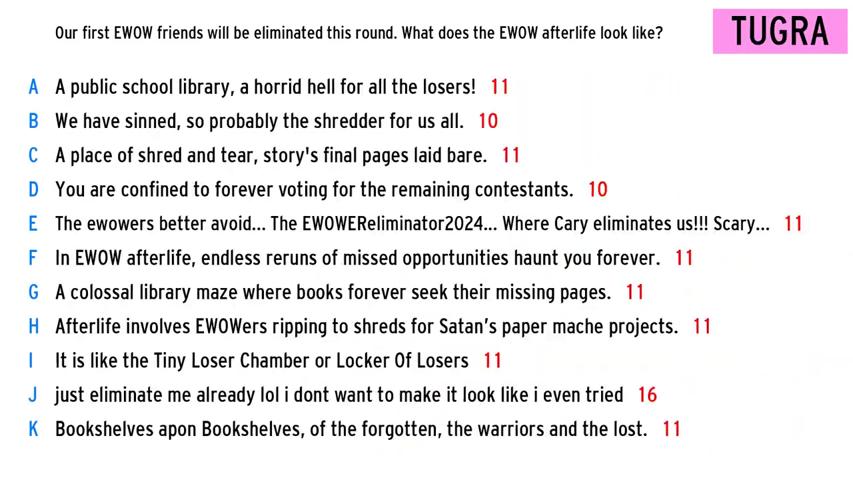 Our first EWOW friends will be eliminated this round. What does the EWOW afterlife look like?
TUGRA
A A public school library, a horrid hell for all the losers! 11
B We have sinned, so probably the shredder for us all. 10
C A place of shred and tear, story's final pages laid bare. 11
D You are confined to forever voting for the remaining contestants. 10
E The ewowers better avoid... The EWOWEReliminator2024... Where Cary eliminates us!!! Scary... 11
F In EWOW afterlife, endless reruns of missed opportunities haunt you forever. 11
G A colossal library maze where books forever seek their missing pages. 11
H Afterlife involves EWOWers ripping to shreds for Satan's paper mache projects. 11
I It is like the Tiny Loser Chamber or Locker Of Losers 11
J just eliminate me already lol i dont want to make it look like i even tried 16
K Bookshelves apon Bookshelves, of the forgotten, the warriors and the lost. 11